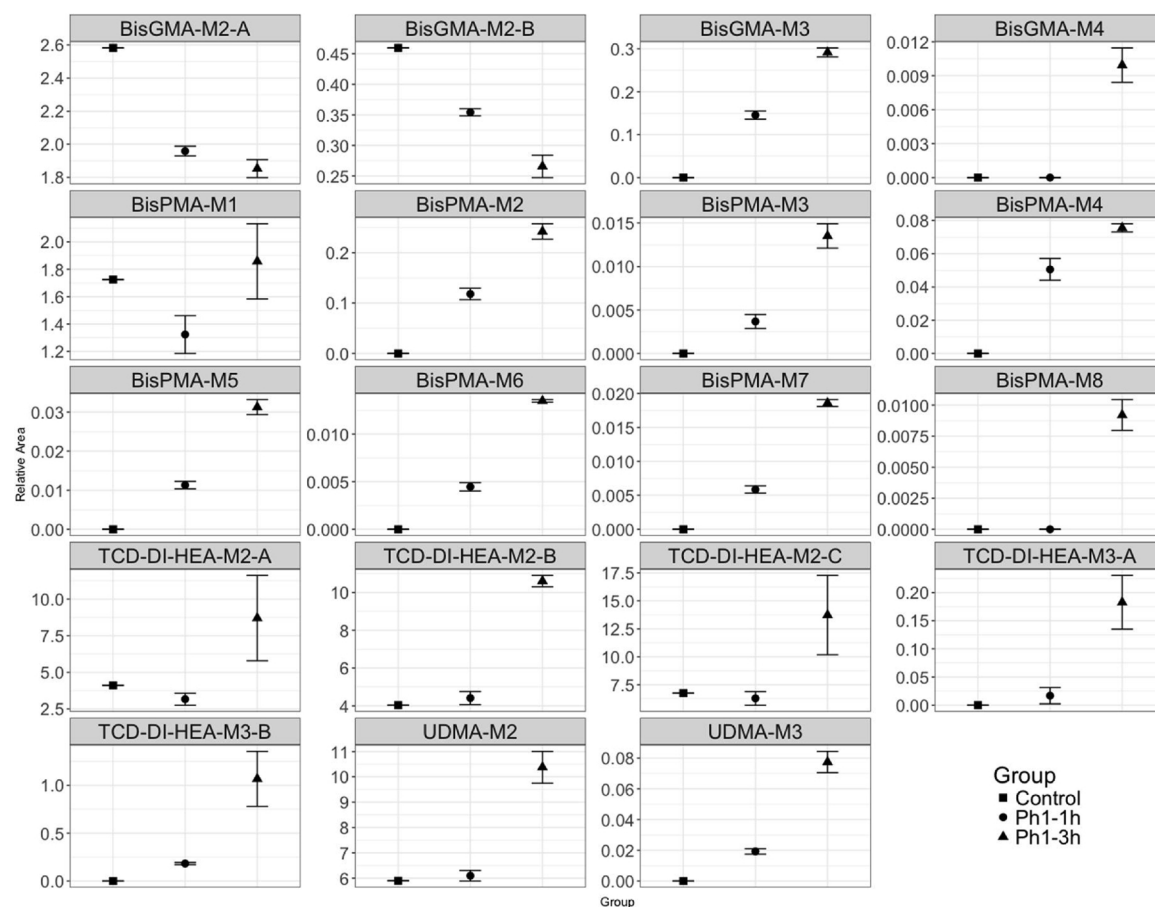 BisGMA-M2-A BisGMA-M2-B BisGMA-M3 BisGMA-M4
2.6 0.45 0.3 0.012
2.4 0.40 0.2 0.009
2.2 0.35 0.006
2.0 0.30 0.1 0.003
1.8 0.25 0.0 0.000
BisPMA-M1 BisPMA-M2 BisPMA-M3 BisPMA-M4
2.0 0.2 0.015 0.08
1.8 0.010 0.06
1.6 0.1 0.04
1.4 0.005 0.02
1.2 0.0 0.000 0.00
BisPMA-M5 BisPMA-M6 BisPMA-M7 BisPMA-M8
0.03 0.010 0.020 0.0100
0.02 0.015 0.0075
0.01 0.005 0.010 0.0050
0.005 0.0025
0.00 0.000 0.000 0.0000
Relative Area
TCD-DI-HEA-M2-A TCD-DI-HEA-M2-B TCD-DI-HEA-M2-C TCD-DI-HEA-M3-A
10.0 10 17.5 0.20
7.5 8 15.0 0.15
12.5 0.10
5.0 6 10.0 0.05
2.5 4 7.5 0.00
TCD-DI-HEA-M3-B UDMA-M2 UDMA-M3
1.0 11 0.08
10 0.06
0.5 9 0.04
8 0.02
7
0.0 6 0.00
Group
Control
Ph1-1h
Ph1-3h
Group